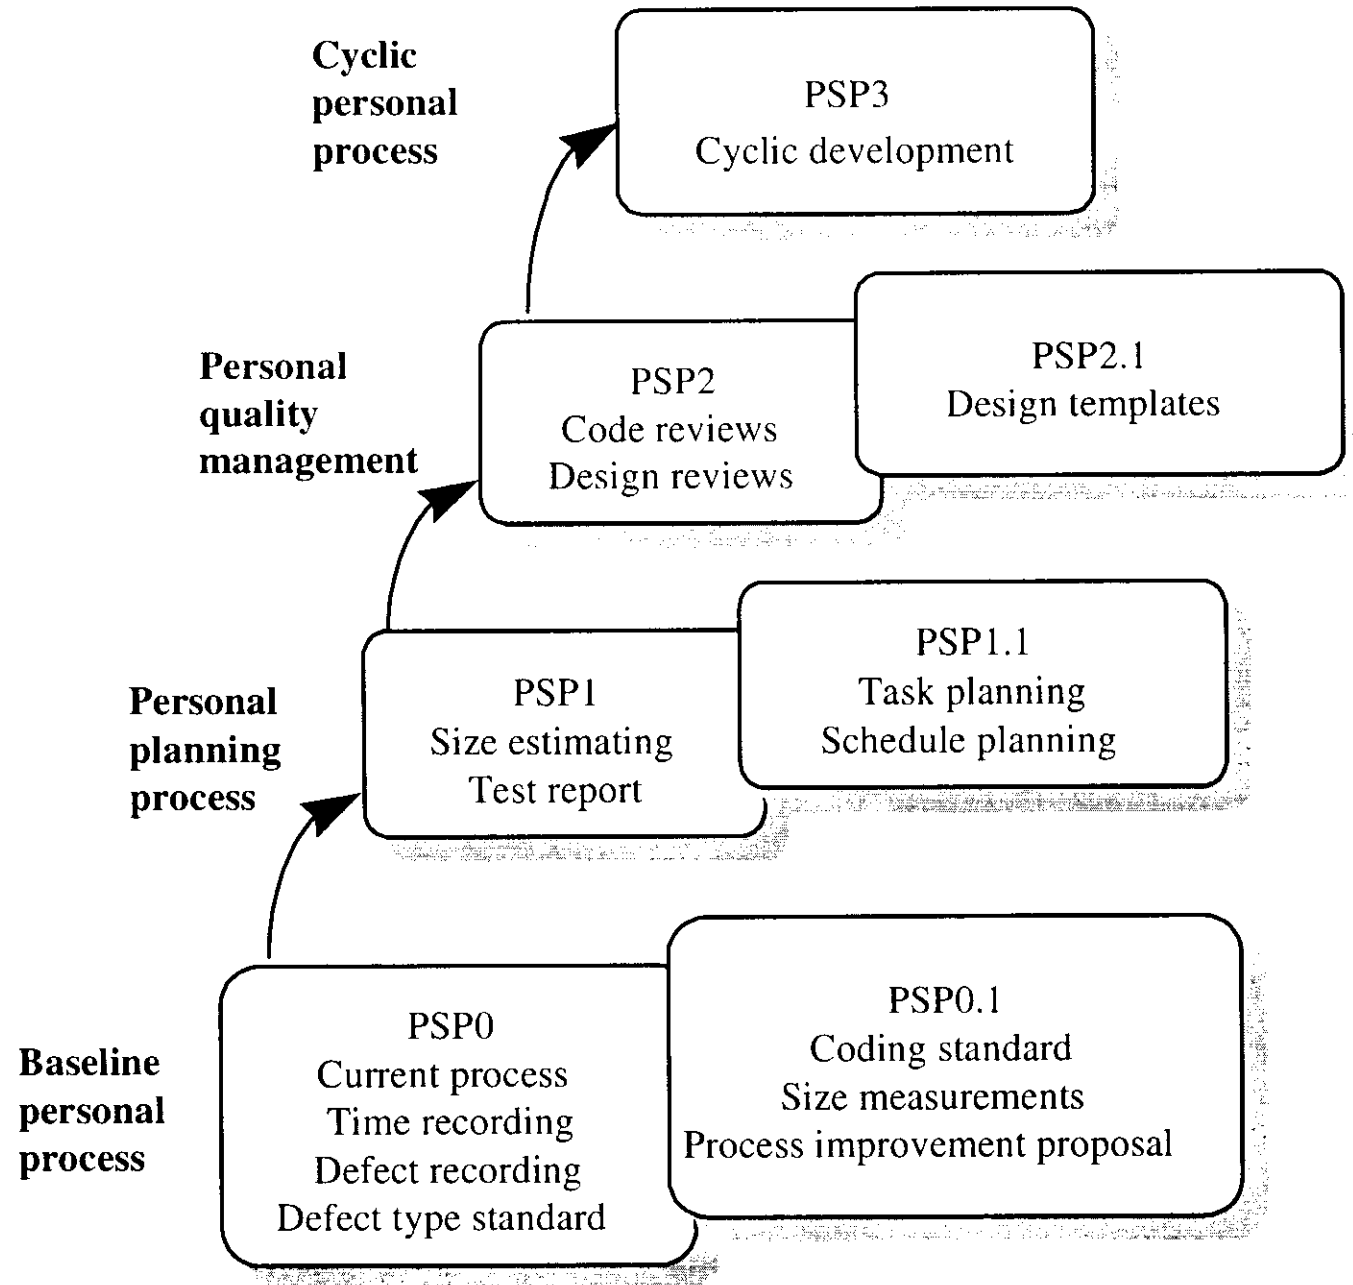 Cyclic
personal
process
PSP3
Cyclic development
Personal
quality
management
PSP2
Code reviews
Design reviews
PSP2.1
Design templates
Personal
planning
process
PSP1
Size estimating
Test report
PSP1.1
Task planning
Schedule planning
Baseline
personal
process
PSP0
Current process
Time recording
Defect recording
Defect type standard
PSP0.1
Coding standard
Size measurements
Process improvement proposal